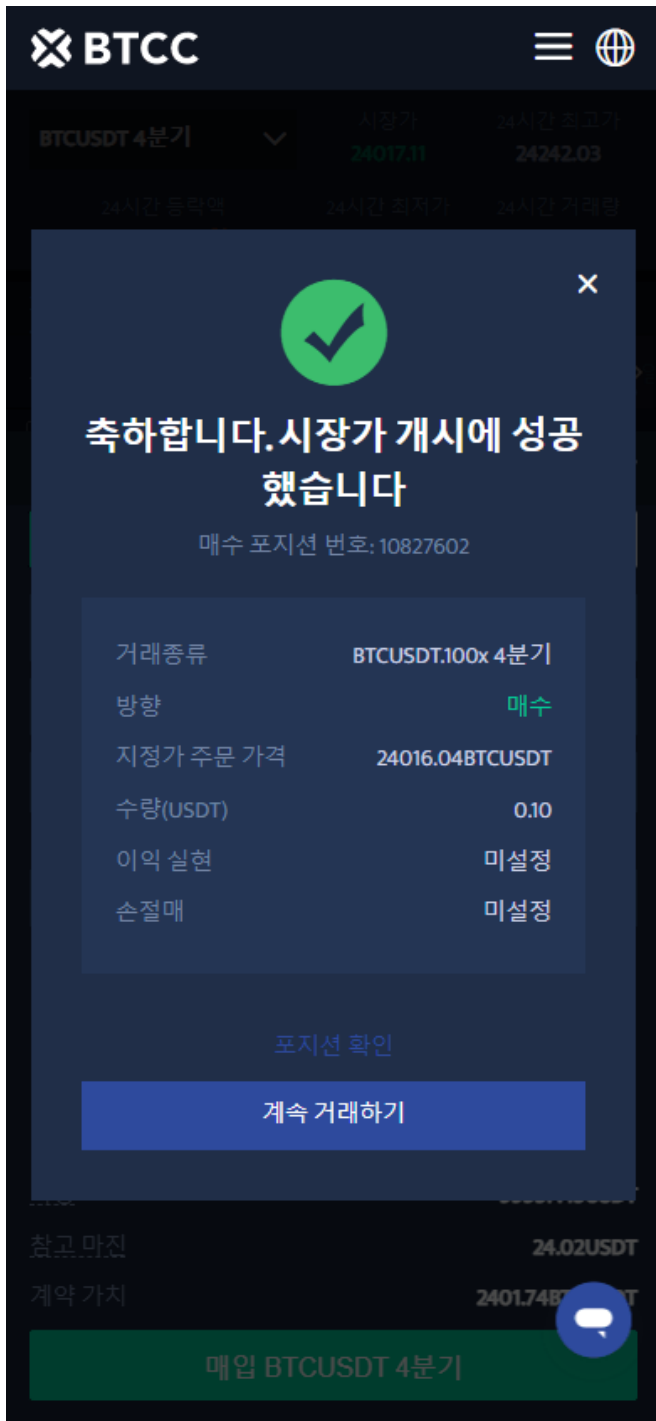 BTCC
BTCUSDT 4분기
시장가
24시간 최고가
24017.11
24242.03
24시간 등락액
24시간 최저가
24시간 거래량
축하합니다. 시장가 개시에 성공
했습니다
매수 포지션 번호: 10827602
거래종류 BTCUSDT.100x 4분기
방향 매수
지정가 주문 가격 24016.04BTCUSDT
수량(USDT) 0.10
이익 실현 미설정
손절매 미설정
포지션 확인
계속 거래하기
참고 마진 24.02USDT
계약 가치
매입 BTCUSDT 4분기